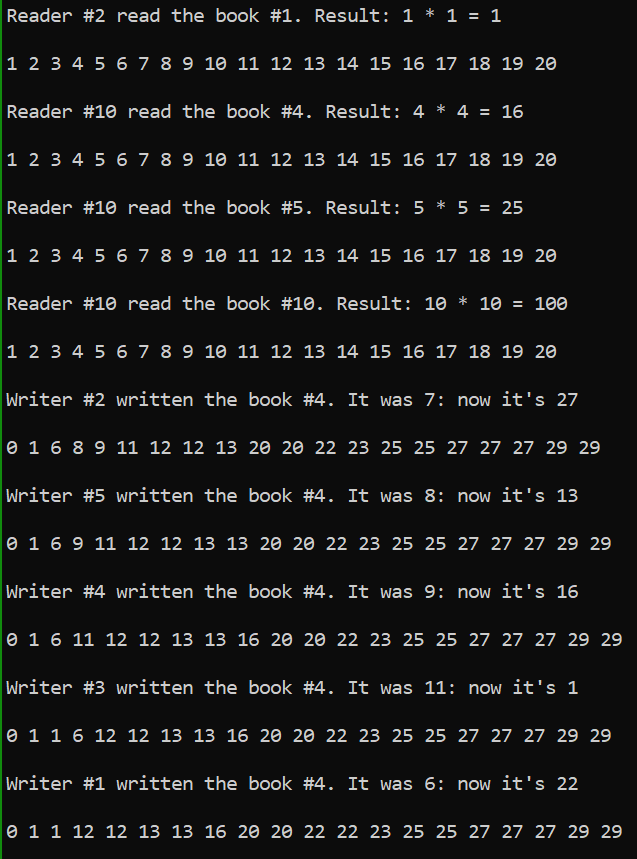 Reader #2 read the book #1. Result: 1 * 1 = 1
1 2 3 4 5 6 7 8 9 10 11 12 13 14 15 16 17 18 19 20
Reader #10 read the book #4. Result: 4 * 4 = 16
1 2 3 4 5 6 7 8 9 10 11 12 13 14 15 16 17 18 19 20
Reader #10 read the book #5. Result: 5 * 5 = 25
1 2 3 4 5 6 7 8 9 10 11 12 13 14 15 16 17 18 19 20
Reader #10 read the book #10. Result: 10 * 10 = 100
1 2 3 4 5 6 7 8 9 10 11 12 13 14 15 16 17 18 19 20
Writer #2 written the book #4. It was 7: now it's 27
0 1 6 8 9 11 12 12 13 20 20 22 23 25 25 27 27 27 29 29
Writer #5 written the book #4. It was 8: now it's 13
0 1 6 9 11 12 12 13 13 20 20 22 23 25 25 27 27 27 29 29
Writer #4 written the book #4. It was 9: now it's 16
0 1 6 11 12 12 13 13 16 20 20 22 23 25 25 27 27 27 29 29
Writer #3 written the book #4. It was 11: now it's 1
0 1 1 6 12 12 13 13 16 20 20 22 23 25 25 27 27 27 29 29
Writer #1 written the book #4. It was 6: now it's 22
0 1 1 12 12 13 13 16 20 20 22 22 23 25 25 27 27 27 29 29